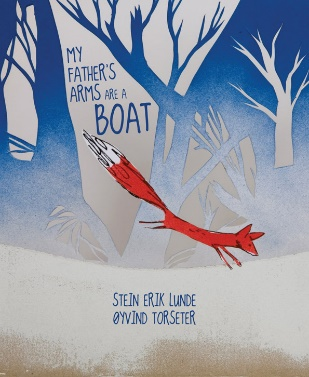 MY
FATHER'S
ARMS ARE A
BOAT
STEIN ERIK LUNDE
ØYVIND TORSETER